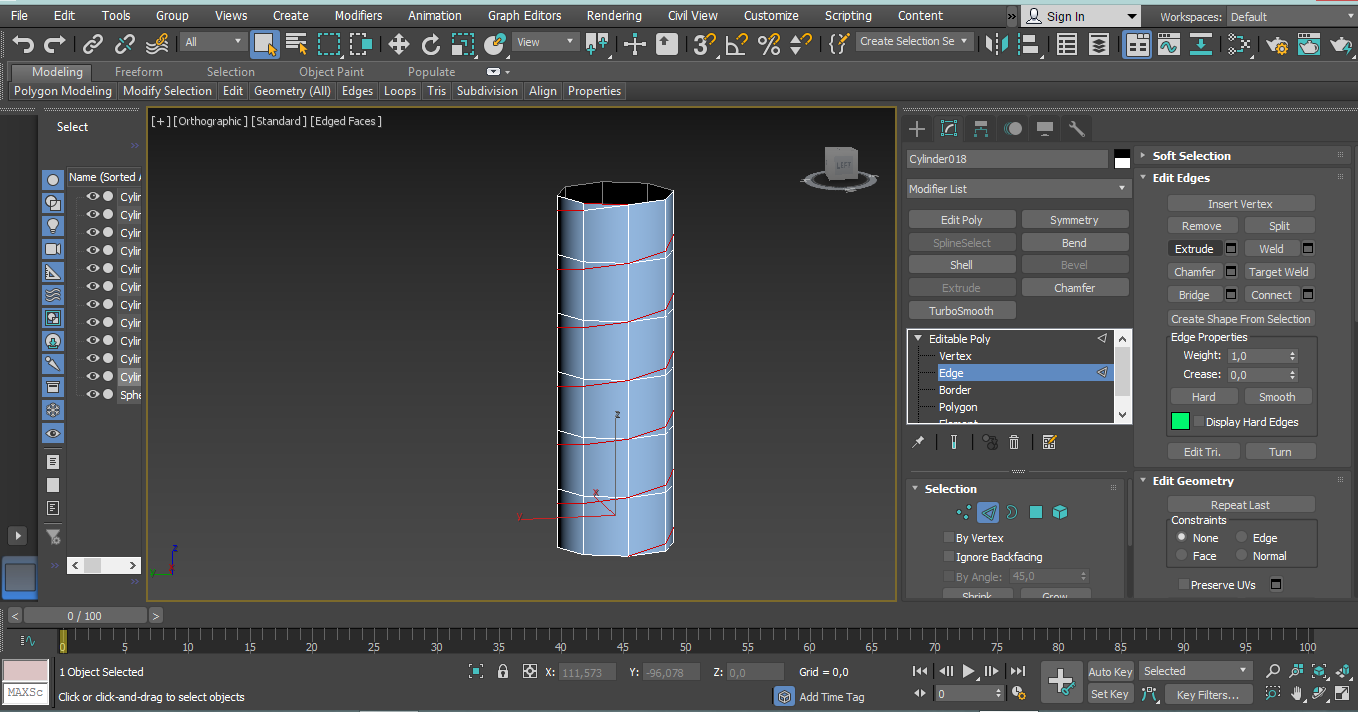 File Edit Tools Group Views Create Modifiers Animation Graph Editors Rendering Civil View Customize Scripting Content » Sign In Workspaces: Default
All View Create Selection Se
Modeling Freeform Selection Object Paint Populate
Polygon Modeling Modify Selection Edit Geometry (All) Edges Loops Tris Subdivision Align Properties
Select
[+] [Orthographic] [Standard] [Edged Faces]
Name (Sorted A
Cylin
Cylin
Cylin
Cylin
Cylin
Cylin
Cylin
Cylin
Cylin
Cylin
Cylin
Sphe
LEFT
z
x
y
z
y
Cylinder018
Modifier List
Edit Poly Symmetry
SplineSelect Bend
Shell Bevel
Extrude Chamfer
TurboSmooth
Editable Poly
Vertex
Edge
Border
Polygon
Element
Selection
By Vertex
Ignore Backfacing
By Angle: 45,0
Shrink Grow
Soft Selection
Edit Edges
Insert Vertex
Remove Split
Extrude Weld
Chamfer Target Weld
Bridge Connect
Create Shape From Selection
Edge Properties
Weight: 1,0
Crease: 0,0
Hard Smooth
Display Hard Edges
Edit Tri. Turn
Edit Geometry
Repeat Last
Constraints
None Edge
Face Normal
Preserve UVs
< 0 / 100 >
0 5 10 15 20 25 30 35 40 45 50 55 60 65 70 75 80 85 90 95 100
1 Object Selected X: 111,573 Y: -96,078 Z: 0,0 Grid = 0,0 Auto Key Selected
MAXSc Click or click-and-drag to select objects Add Time Tag 0 Set Key Key Filters...